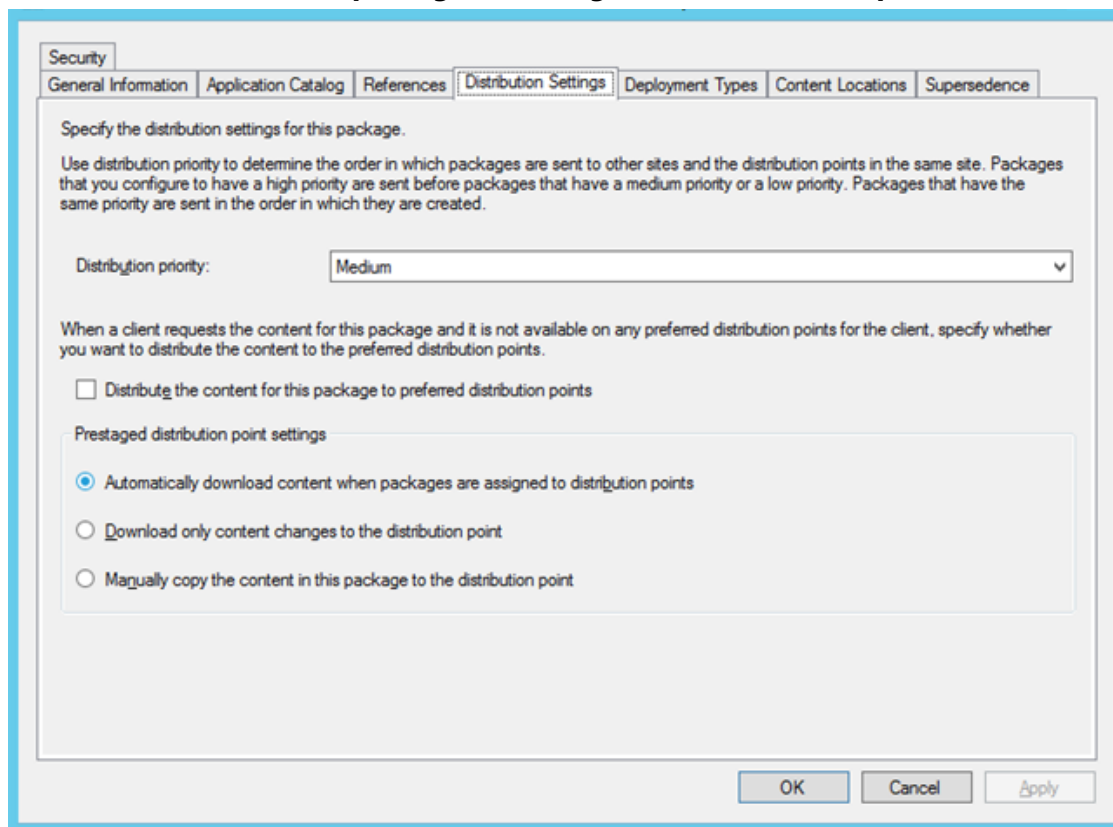 Security
General Information Application Catalog References Distribution Settings Deployment Types Content Locations Supersedence
Specify the distribution settings for this package.
Use distribution priority to determine the order in which packages are sent to other sites and the distribution points in the same site. Packages
that you configure to have a high priority are sent before packages that have a medium priority or a low priority. Packages that have the
same priority are sent in the order in which they are created.
Distribution priority: Medium
When a client requests the content for this package and it is not available on any preferred distribution points for the client, specify whether
you want to distribute the content to the preferred distribution points.
Distribute the content for this package to preferred distribution points
Prestaged distribution point settings
Automatically download content when packages are assigned to distribution points
Download only content changes to the distribution point
Manually copy the content in this package to the distribution point
OK Cancel Apply